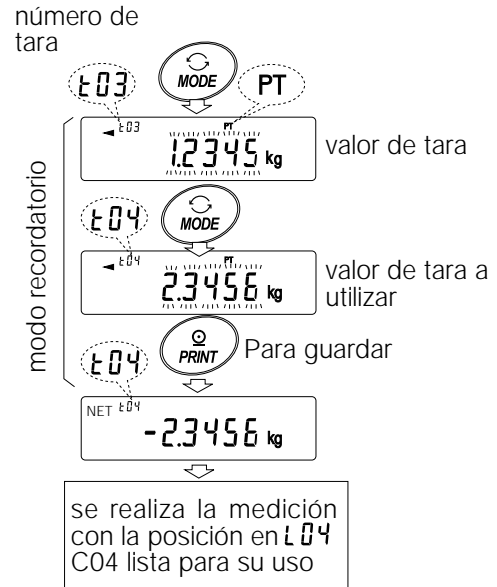 número de
tara
t03
MODE
PT
t03
PT
1.2345 kg
valor de tara
modo recordatorio
t04
MODE
t04
PT
2.3456 kg
valor de tara a
utilizar
PRINT
Para guardar
t04
NET t04
-2.3456 kg
se realiza la medición
con la posición en L04
C04 lista para su uso